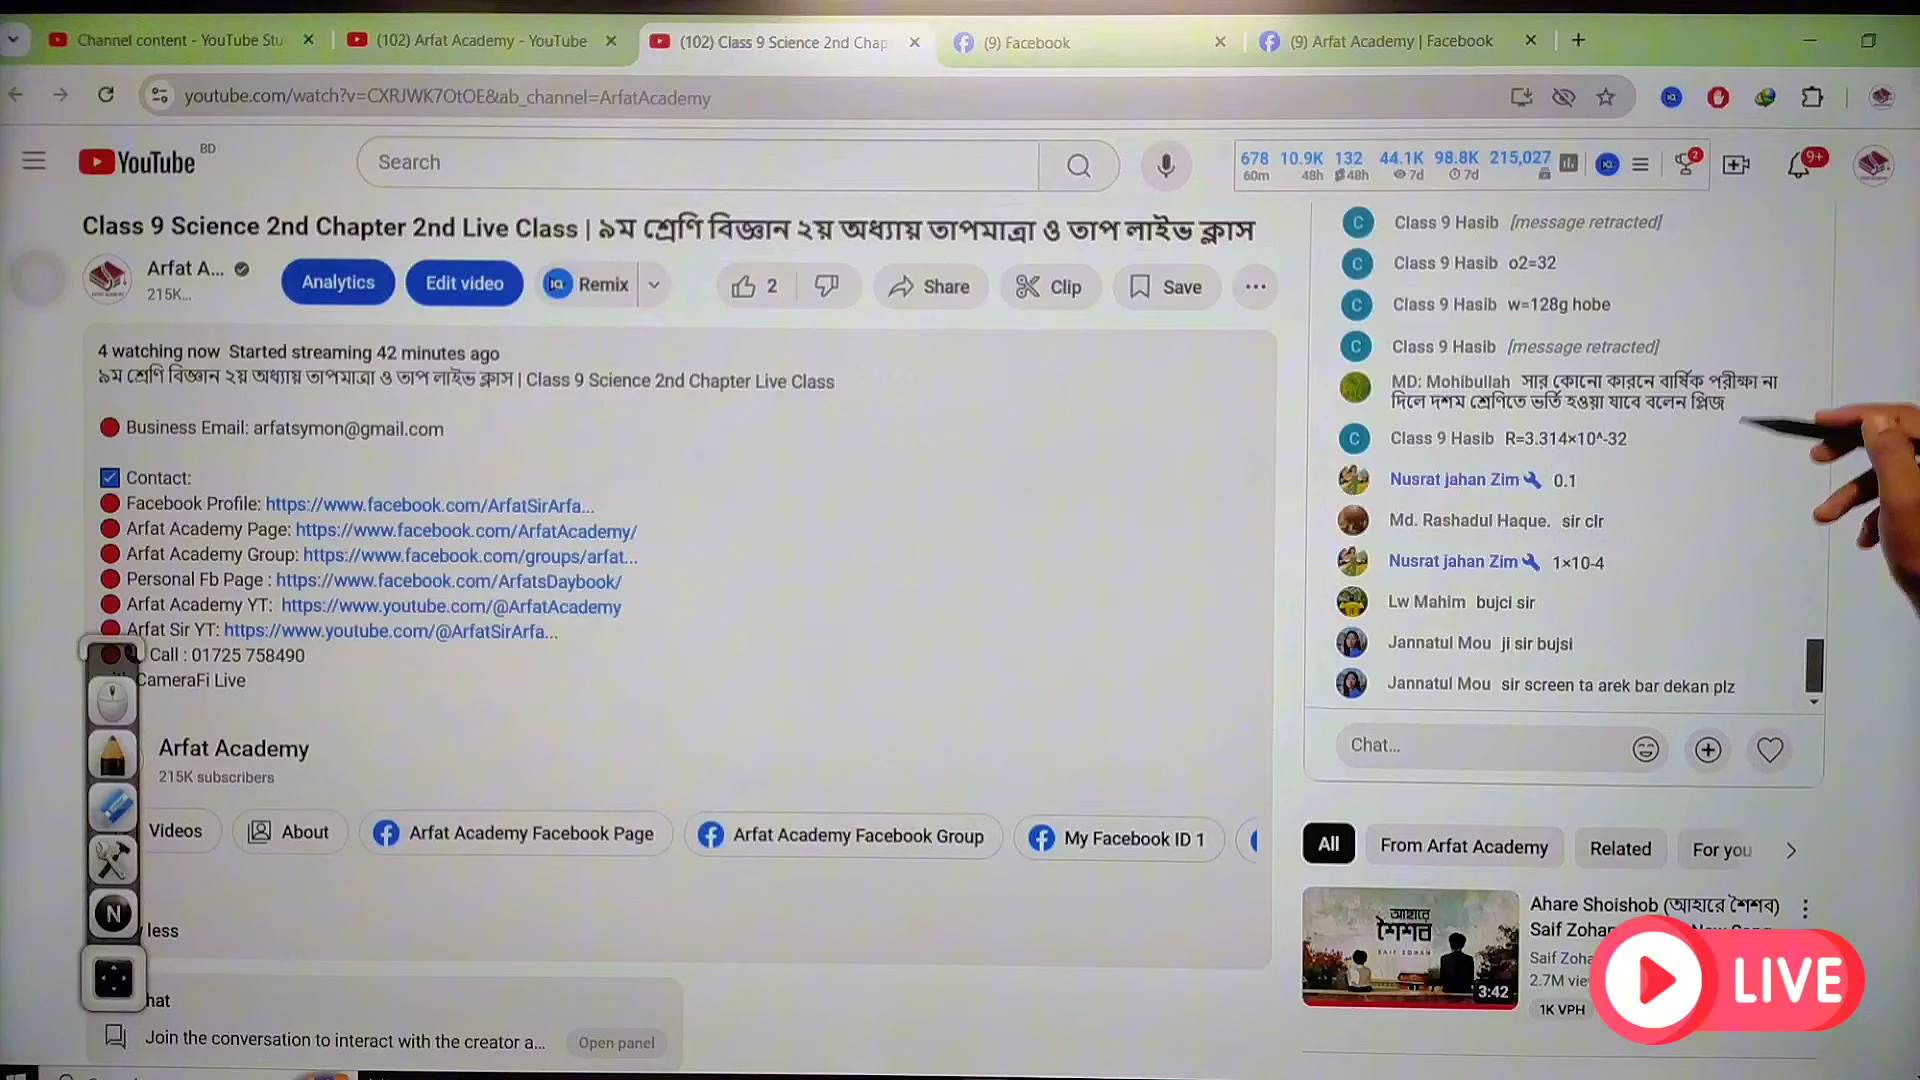 Channel content - YouTube Stu
(102) Arfat Academy - YouTube
(102) Class 9 Science 2nd Chap
(9) Facebook
(9) Arfat Academy | Facebook
youtube.com/watch?v=CXRJWK7OtOE&ab_channel=ArfatAcademy
YouTube BD
Search
678 10.9K 132 44.1K 98.8K 215,027
60m 48h 48h 7d 7d
2
9+
Class 9 Science 2nd Chapter 2nd Live Class | ৯ম শ্রেণি বিজ্ঞান ২য় অধ্যায় তাপমাত্রা ও তাপ লাইভ ক্লাস
Arfat A...
215K...
Analytics
Edit video
Remix
2
Share
Clip
Save
4 watching now Started streaming 42 minutes ago
৯ম শ্রেণি বিজ্ঞান ২য় অধ্যায় তাপমাত্রা ও তাপ লাইভ ক্লাস | Class 9 Science 2nd Chapter Live Class
Business Email: arfatsymon@gmail.com
Contact:
Facebook Profile: https://www.facebook.com/ArfatSirArfa...
Arfat Academy Page: https://www.facebook.com/ArfatAcademy/
Arfat Academy Group: https://www.facebook.com/groups/arfat...
Personal Fb Page : https://www.facebook.com/ArfatsDaybook/
Arfat Academy YT: https://www.youtube.com/@ArfatAcademy
Arfat Sir YT: https://www.youtube.com/@ArfatSirArfa...
Call : 01725 758490
CameraFi Live
Arfat Academy
215K subscribers
Videos
About
Arfat Academy Facebook Page
Arfat Academy Facebook Group
My Facebook ID 1
N
less
hat
Join the conversation to interact with the creator a...
Open panel
C Class 9 Hasib [message retracted]
C Class 9 Hasib o2=32
C Class 9 Hasib w=128g hobe
C Class 9 Hasib [message retracted]
MD: Mohibullah সার কোনো কারনে বার্ষিক পরীক্ষা না
দিলে দশম শ্রেণিতে ভর্তি হওয়া যাবে বলেন প্লিজ
C Class 9 Hasib R=3.314×10^-32
Nusrat jahan Zim 0.1
Md. Rashadul Haque. sir clr
Nusrat jahan Zim 1×10-4
Lw Mahim bujci sir
Jannatul Mou ji sir bujsi
Jannatul Mou sir screen ta arek bar dekan plz
Chat...
All
From Arfat Academy
Related
For you
আহারে
শৈশব
SAIF ZOHAN
3:42
Ahare Shoishob (আহারে শৈশব)
Saif Zohan
Saif Zoha
2.7M vie
1K VPH
LIVE